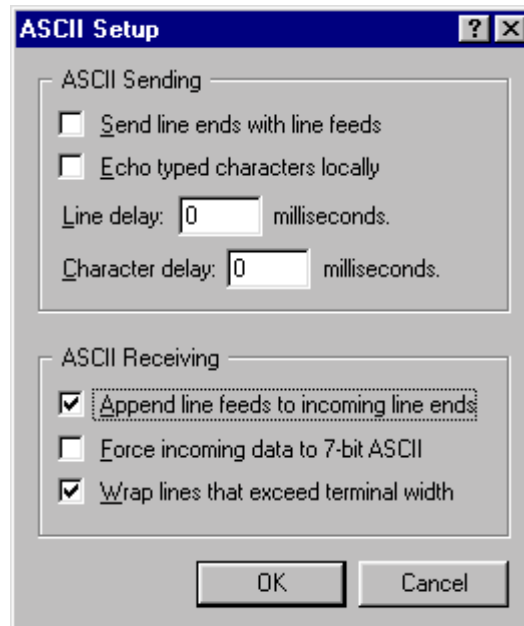 ASCII Setup
ASCII Sending
Send line ends with line feeds
Echo typed characters locally
Line delay: 0 milliseconds.
Character delay: 0 milliseconds.
ASCII Receiving
Append line feeds to incoming line ends
Force incoming data to 7-bit ASCII
Wrap lines that exceed terminal width
OK Cancel